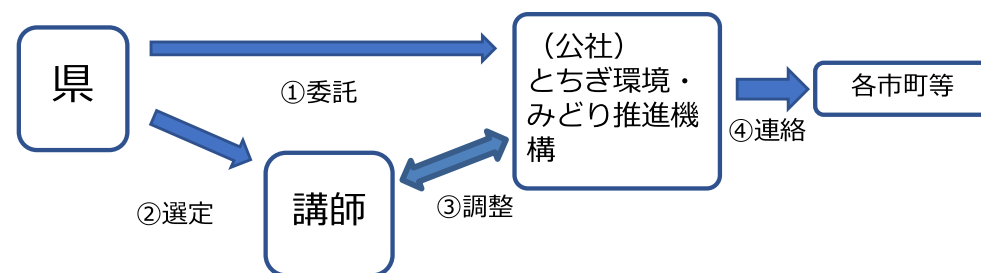 県
①委託
（公社）
とちぎ環境・
みどり推進機
構
各市町等
④連絡
②選定
講師
③調整